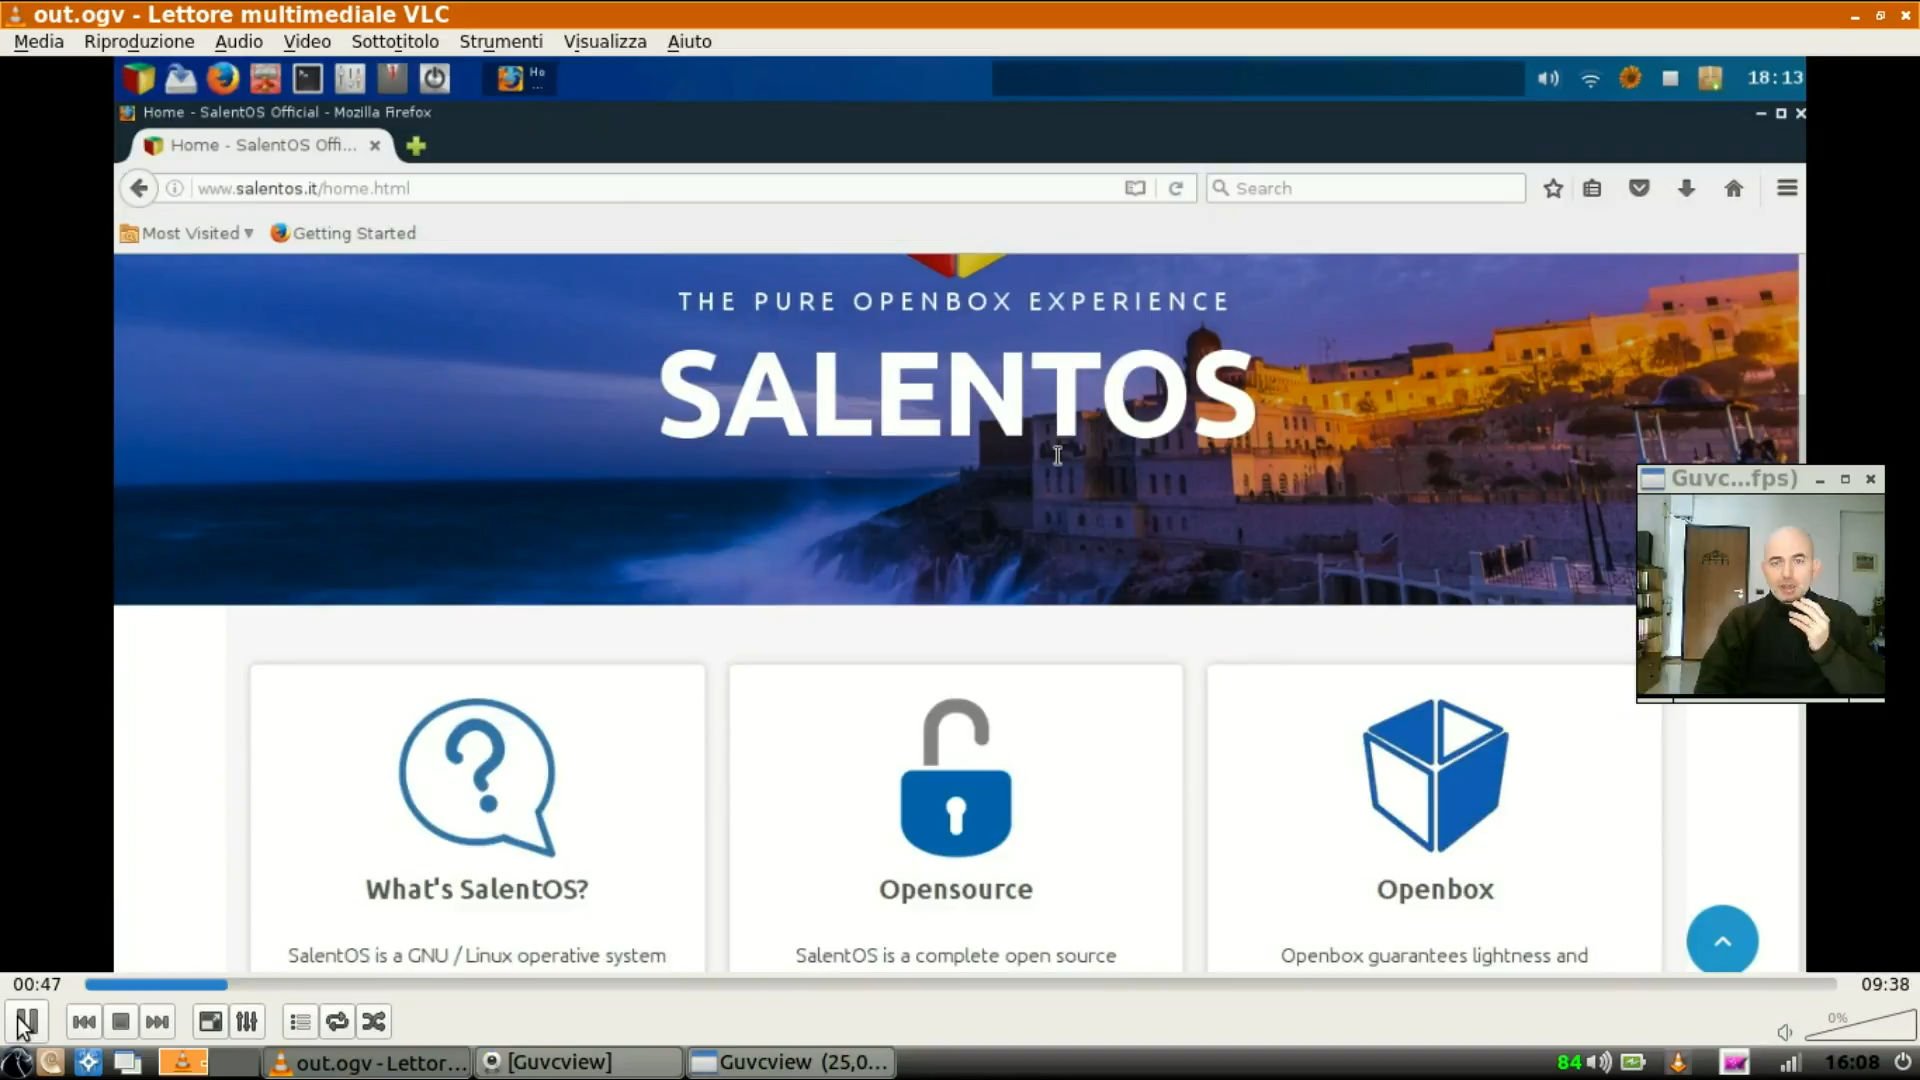 out.ogv - Lettore multimediale VLC
Media Riproduzione Audio Video Sottotitolo Strumenti Visualizza Aiuto
Ho
...
18:13
Home - SalentOS Official - Mozilla Firefox
Home - SalentOS Offi...
www.salentos.it/home.html
Search
Most Visited
Getting Started
THE PURE OPENBOX EXPERIENCE
SALENTOS
Guvc...fps)
What's SalentOS?
Opensource
Openbox
SalentOS is a GNU / Linux operative system
SalentOS is a complete open source
Openbox guarantees lightness and
00:47
09:38
0%
out.ogv - Lettor...
[Guvcview]
Guvcview (25,0...
84
16:08